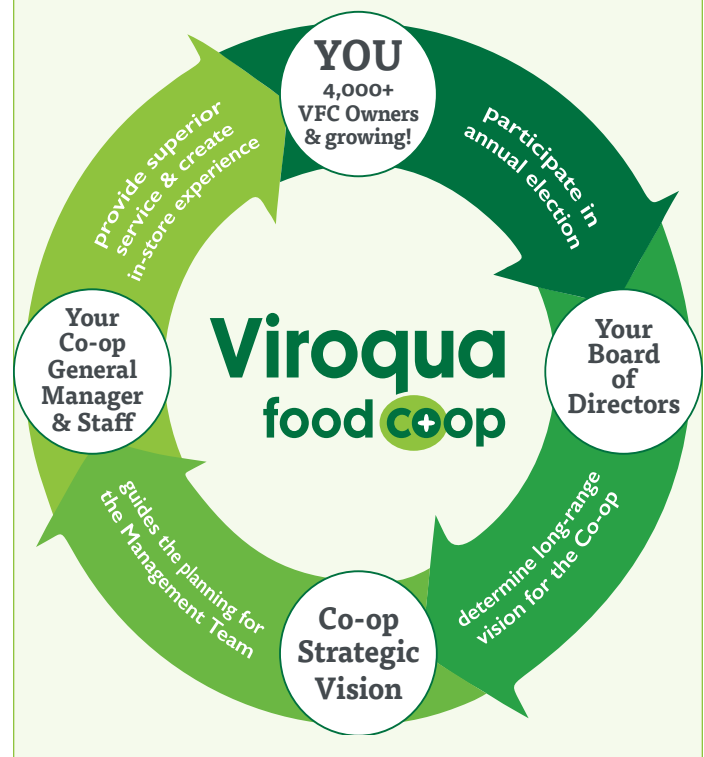 YOU
4,000+
VFC Owners
& growing!
participate in
annual election
Your
Board
of
Directors
determine long-range
vision for the Co-op
Co-op
Strategic
Vision
guides the planning for
the Management Team
Your
Co-op
General
Manager
& Staff
provide superior
service & create
in-store experience
Viroqua
food coop